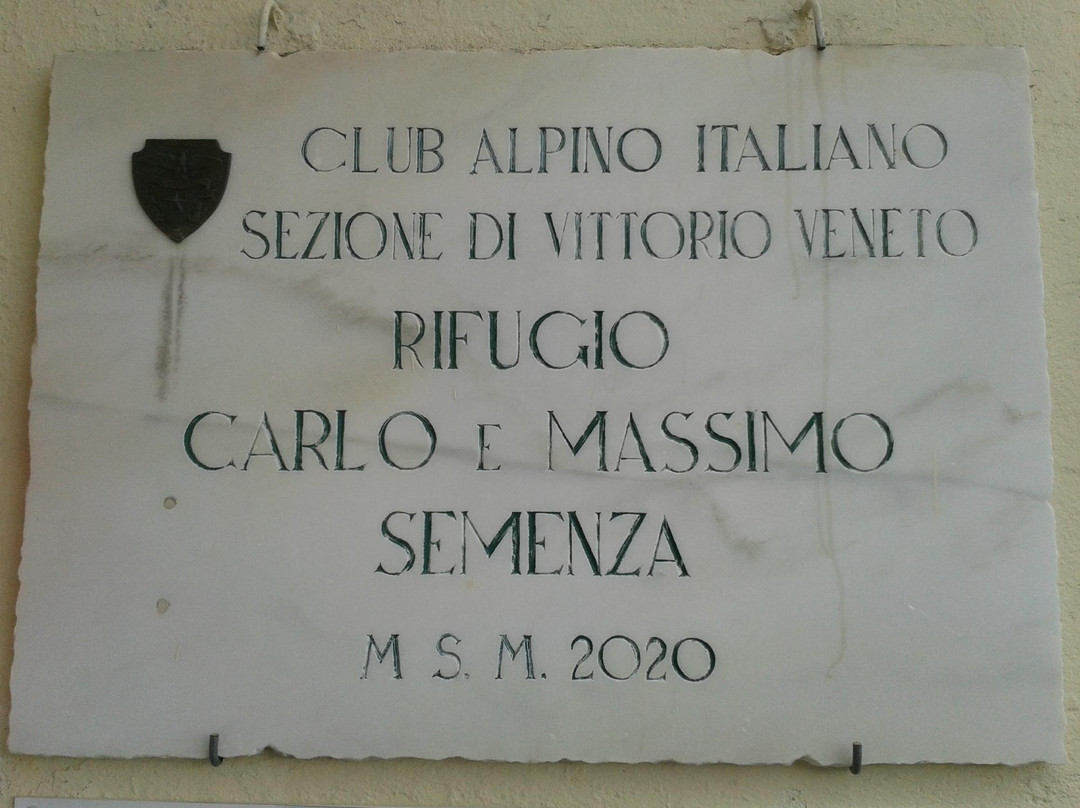 CLUB ALPINO ITALIANO
SEZIONE DI VITTORIO VENETO
RIFUGIO
CARLO E MASSIMO
SEMENZA
M S. M. 2020